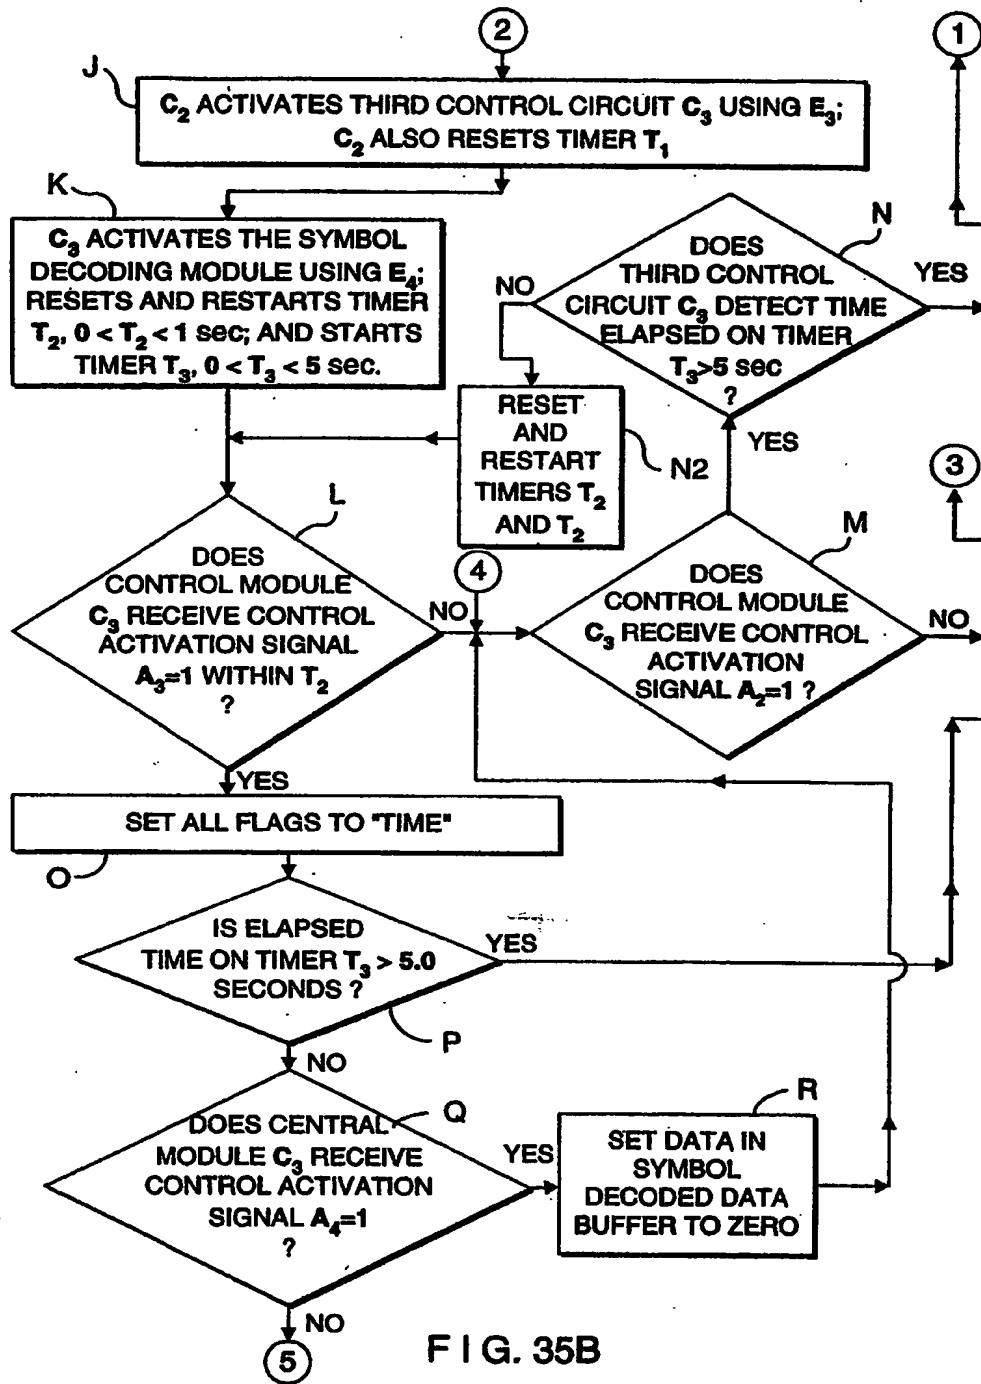 2
1
J
C₂ ACTIVATES THIRD CONTROL CIRCUIT C₃ USING E₃;
C₂ ALSO RESETS TIMER T₁
K
C₃ ACTIVATES THE SYMBOL
DECODING MODULE USING E₄;
RESETS AND RESTARTS TIMER
T₂, 0 < T₂ < 1 sec; AND STARTS
TIMER T₃, 0 < T₃ < 5 sec.
N
DOES
THIRD CONTROL
CIRCUIT C₃ DETECT TIME
ELAPSED ON TIMER
T₃>5 sec
?
NO
YES
RESET
AND
RESTART
TIMERS T₂
AND T₂
N2
YES
3
L
DOES
CONTROL MODULE
C₃ RECEIVE CONTROL
ACTIVATION SIGNAL
A₃=1 WITHIN T₂
?
NO
4
M
DOES
CONTROL MODULE
C₃ RECEIVE CONTROL
ACTIVATION
SIGNAL A₂=1 ?
NO
YES
SET ALL FLAGS TO "TIME"
O
IS ELAPSED
TIME ON TIMER T₃ > 5.0
SECONDS ?
YES
P
NO
DOES CENTRAL
MODULE C₃ RECEIVE
CONTROL ACTIVATION
SIGNAL A₄=1
?
Q
YES
R
SET DATA IN
SYMBOL
DECODED DATA
BUFFER TO ZERO
NO
5
FIG. 35B